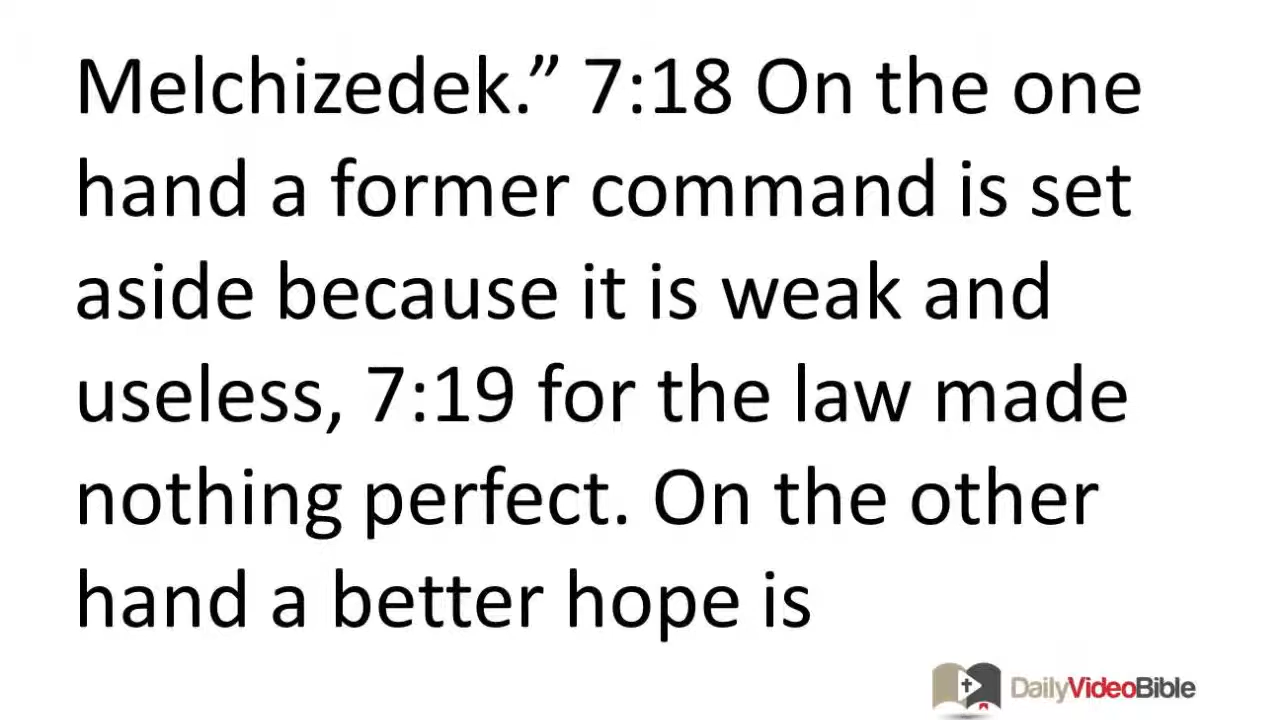 Melchizedek.” 7:18 On the one
hand a former command is set
aside because it is weak and
useless, 7:19 for the law made
nothing perfect. On the other
hand a better hope is
DailyVideoBible